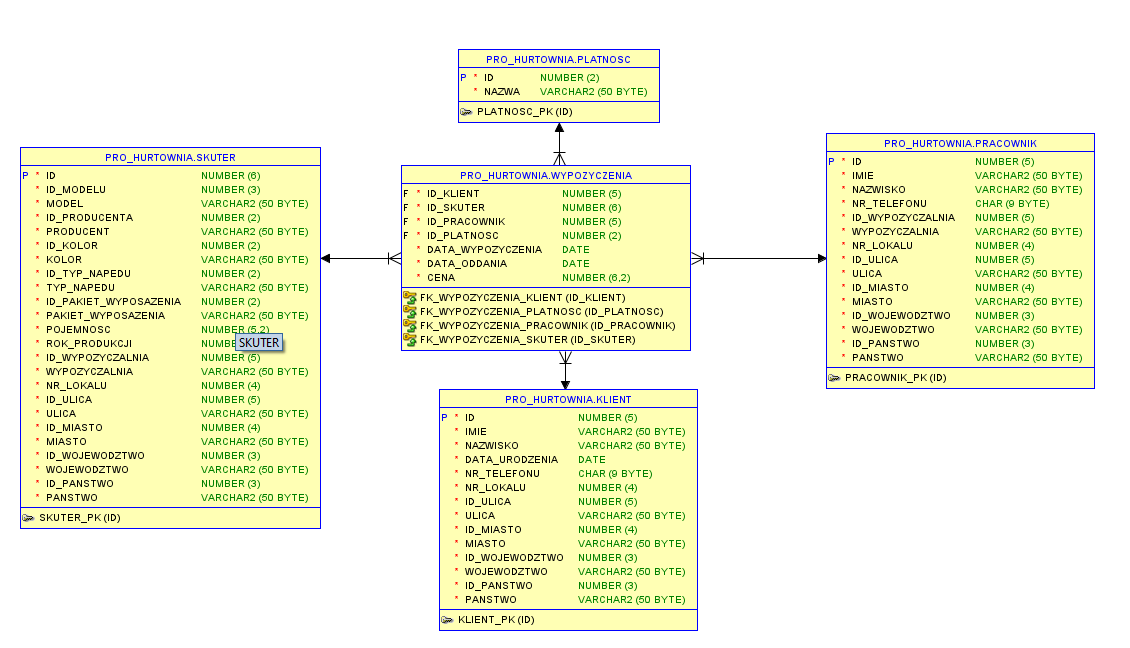 PRO_HURTOWNIA.PLATNOSC
P * ID NUMBER (2)
* NAZWA VARCHAR2 (50 BYTE)
PLATNOSC_PK (ID)
PRO_HURTOWNIA.SKUTER
P * ID NUMBER (6)
* ID_MODELU NUMBER (3)
* MODEL VARCHAR2 (50 BYTE)
* ID_PRODUCENTA NUMBER (2)
* PRODUCENT VARCHAR2 (50 BYTE)
* ID_KOLOR NUMBER (2)
* KOLOR VARCHAR2 (50 BYTE)
* ID_TYP_NAPEDU NUMBER (2)
* TYP_NAPEDU VARCHAR2 (50 BYTE)
* ID_PAKIET_WYPOSAZENIA NUMBER (2)
* PAKIET_WYPOSAZENIA VARCHAR2 (50 BYTE)
* POJEMNOSC NUMBER (5,2)
* ROK_PRODUKCJI
SKUTER
* ID_WYPOZYCZALNIA NUMBER (5)
* WYPOZYCZALNIA VARCHAR2 (50 BYTE)
* NR_LOKALU NUMBER (4)
* ID_ULICA NUMBER (5)
* ULICA VARCHAR2 (50 BYTE)
* ID_MIASTO NUMBER (4)
* MIASTO VARCHAR2 (50 BYTE)
* ID_WOJEWODZTWO NUMBER (3)
* WOJEWODZTWO VARCHAR2 (50 BYTE)
* ID_PANSTWO NUMBER (3)
* PANSTWO VARCHAR2 (50 BYTE)
SKUTER_PK (ID)
PRO_HURTOWNIA.WYPOZYCZENIA
F * ID_KLIENT NUMBER (5)
F * ID_SKUTER NUMBER (6)
F * ID_PRACOWNIK NUMBER (5)
F * ID_PLATNOSC NUMBER (2)
* DATA_WYPOZYCZENIA DATE
* DATA_ODDANIA DATE
* CENA NUMBER (6,2)
FK_WYPOZYCZENIA_KLIENT (ID_KLIENT)
FK_WYPOZYCZENIA_PLATNOSC (ID_PLATNOSC)
FK_WYPOZYCZENIA_PRACOWNIK (ID_PRACOWNIK)
FK_WYPOZYCZENIA_SKUTER (ID_SKUTER)
PRO_HURTOWNIA.PRACOWNIK
P * ID NUMBER (5)
* IMIE VARCHAR2 (50 BYTE)
* NAZWISKO VARCHAR2 (50 BYTE)
* NR_TELEFONU CHAR (9 BYTE)
* ID_WYPOZYCZALNIA NUMBER (5)
* WYPOZYCZALNIA VARCHAR2 (50 BYTE)
* NR_LOKALU NUMBER (4)
* ID_ULICA NUMBER (5)
* ULICA VARCHAR2 (50 BYTE)
* ID_MIASTO NUMBER (4)
* MIASTO VARCHAR2 (50 BYTE)
* ID_WOJEWODZTWO NUMBER (3)
* WOJEWODZTWO VARCHAR2 (50 BYTE)
* ID_PANSTWO NUMBER (3)
* PANSTWO VARCHAR2 (50 BYTE)
PRACOWNIK_PK (ID)
PRO_HURTOWNIA.KLIENT
P * ID NUMBER (5)
* IMIE VARCHAR2 (50 BYTE)
* NAZWISKO VARCHAR2 (50 BYTE)
* DATA_URODZENIA DATE
* NR_TELEFONU CHAR (9 BYTE)
* NR_LOKALU NUMBER (4)
* ID_ULICA NUMBER (5)
* ULICA VARCHAR2 (50 BYTE)
* ID_MIASTO NUMBER (4)
* MIASTO VARCHAR2 (50 BYTE)
* ID_WOJEWODZTWO NUMBER (3)
* WOJEWODZTWO VARCHAR2 (50 BYTE)
* ID_PANSTWO NUMBER (3)
* PANSTWO VARCHAR2 (50 BYTE)
KLIENT_PK (ID)